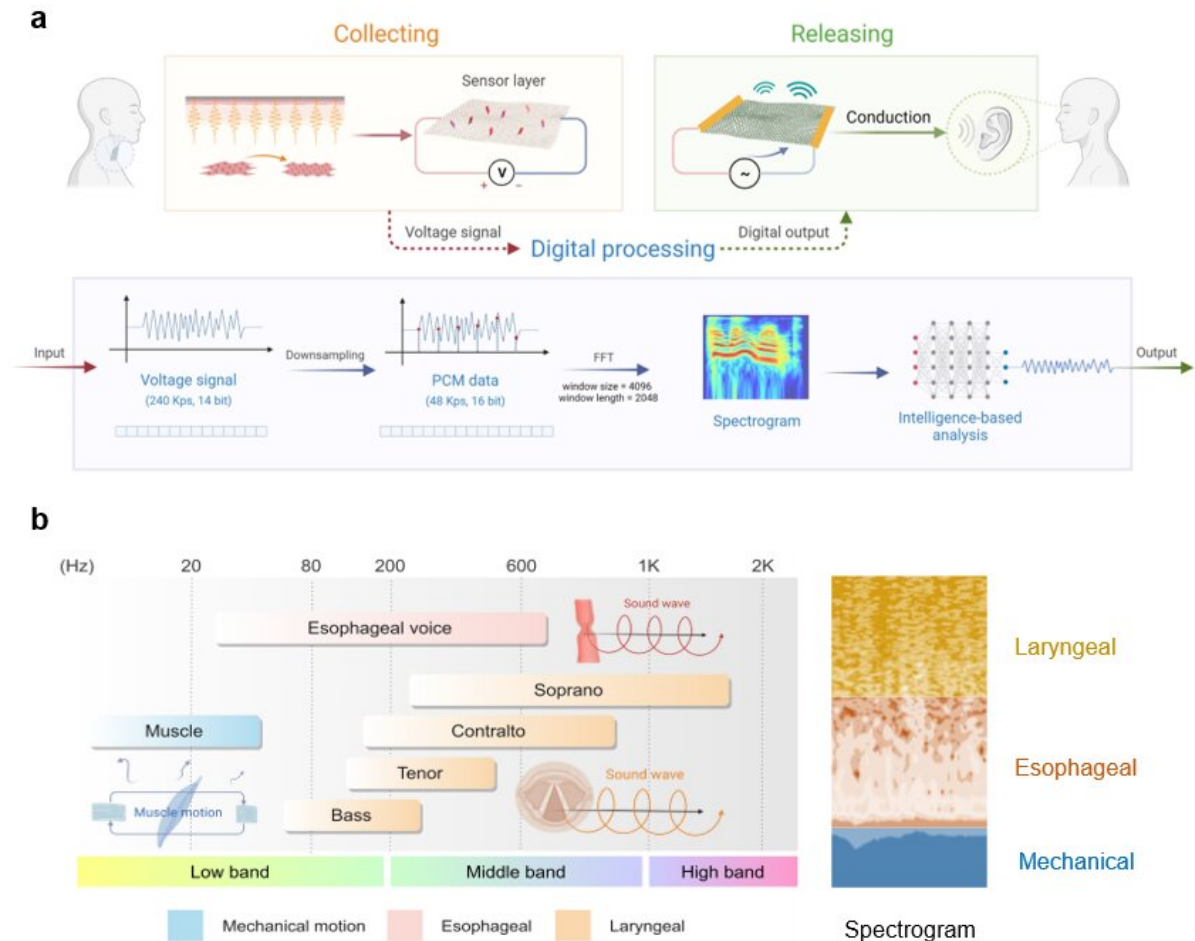 a
Collecting
Releasing
Sensor layer
V
+ −
~
Conduction
Voltage signal
Digital processing
Digital output
Input
Voltage signal
(240 Kps, 14 bit)
Downsampling
PCM data
(48 Kps, 16 bit)
FFT
window size = 4096
window length = 2048
Spectrogram
Intelligence-based
analysis
Output
b
(Hz) 20 80 200 600 1K 2K
Esophageal voice
Sound wave
Soprano
Muscle
Contralto
Tenor
Sound wave
Muscle motion
Bass
Low band
Middle band
High band
Mechanical motion
Esophageal
Laryngeal
Laryngeal
Esophageal
Mechanical
Spectrogram